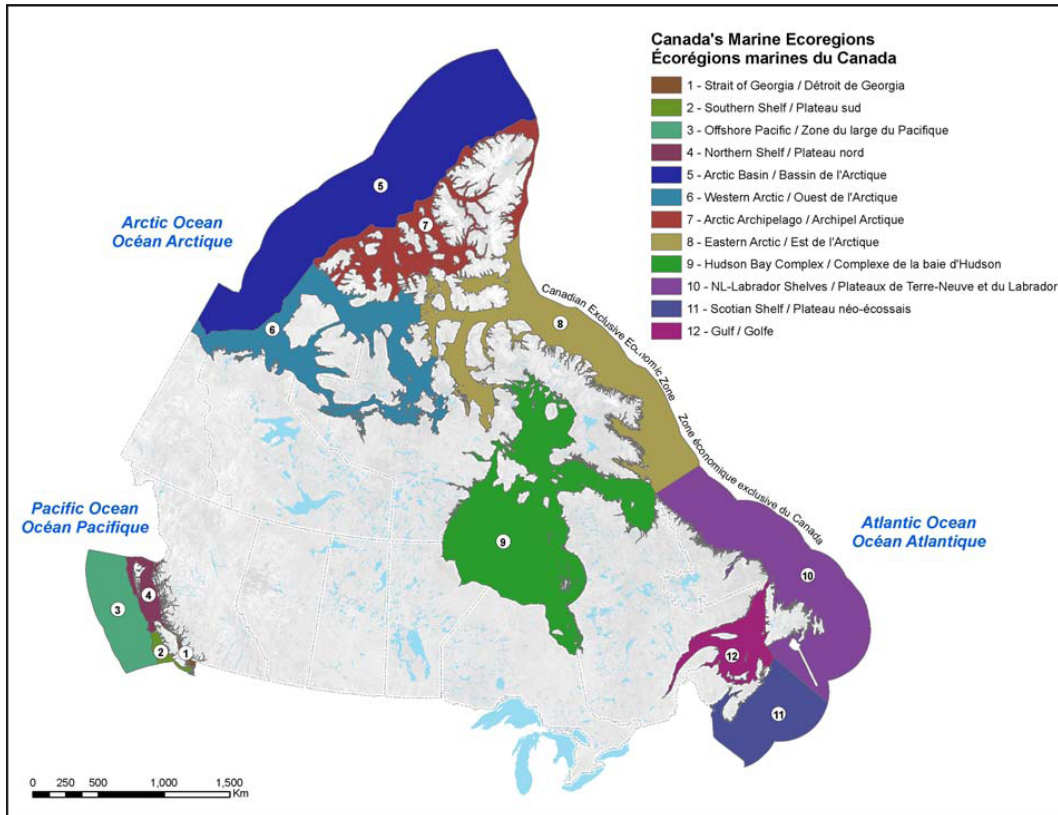 Canada's Marine Ecoregions
Écorégions marines du Canada
1 - Strait of Georgia / Détroit de Georgia
2 - Southern Shelf / Plateau sud
3 - Offshore Pacific / Zone du large du Pacifique
4 - Northern Shelf / Plateau nord
5 - Arctic Basin / Bassin de l'Arctique
6 - Western Arctic / Ouest de l'Arctique
7 - Arctic Archipelago / Archipel Arctique
8 - Eastern Arctic / Est de l'Arctique
9 - Hudson Bay Complex / Complexe de la baie d'Hudson
10 - NL-Labrador Shelves / Plateaux de Terre-Neuve et du Labrador
11 - Scotian Shelf / Plateau néo-écossais
12 - Gulf / Golfe
Arctic Ocean
Océan Arctique
5
7
6
8
Canadian Exclusive Economic Zone
Zone économique exclusive du Canada
Pacific Ocean
Océan Pacifique
Atlantic Ocean
Océan Atlantique
9
10
4
3
2
1
12
11
0 250 500 1,000 1,500
Km